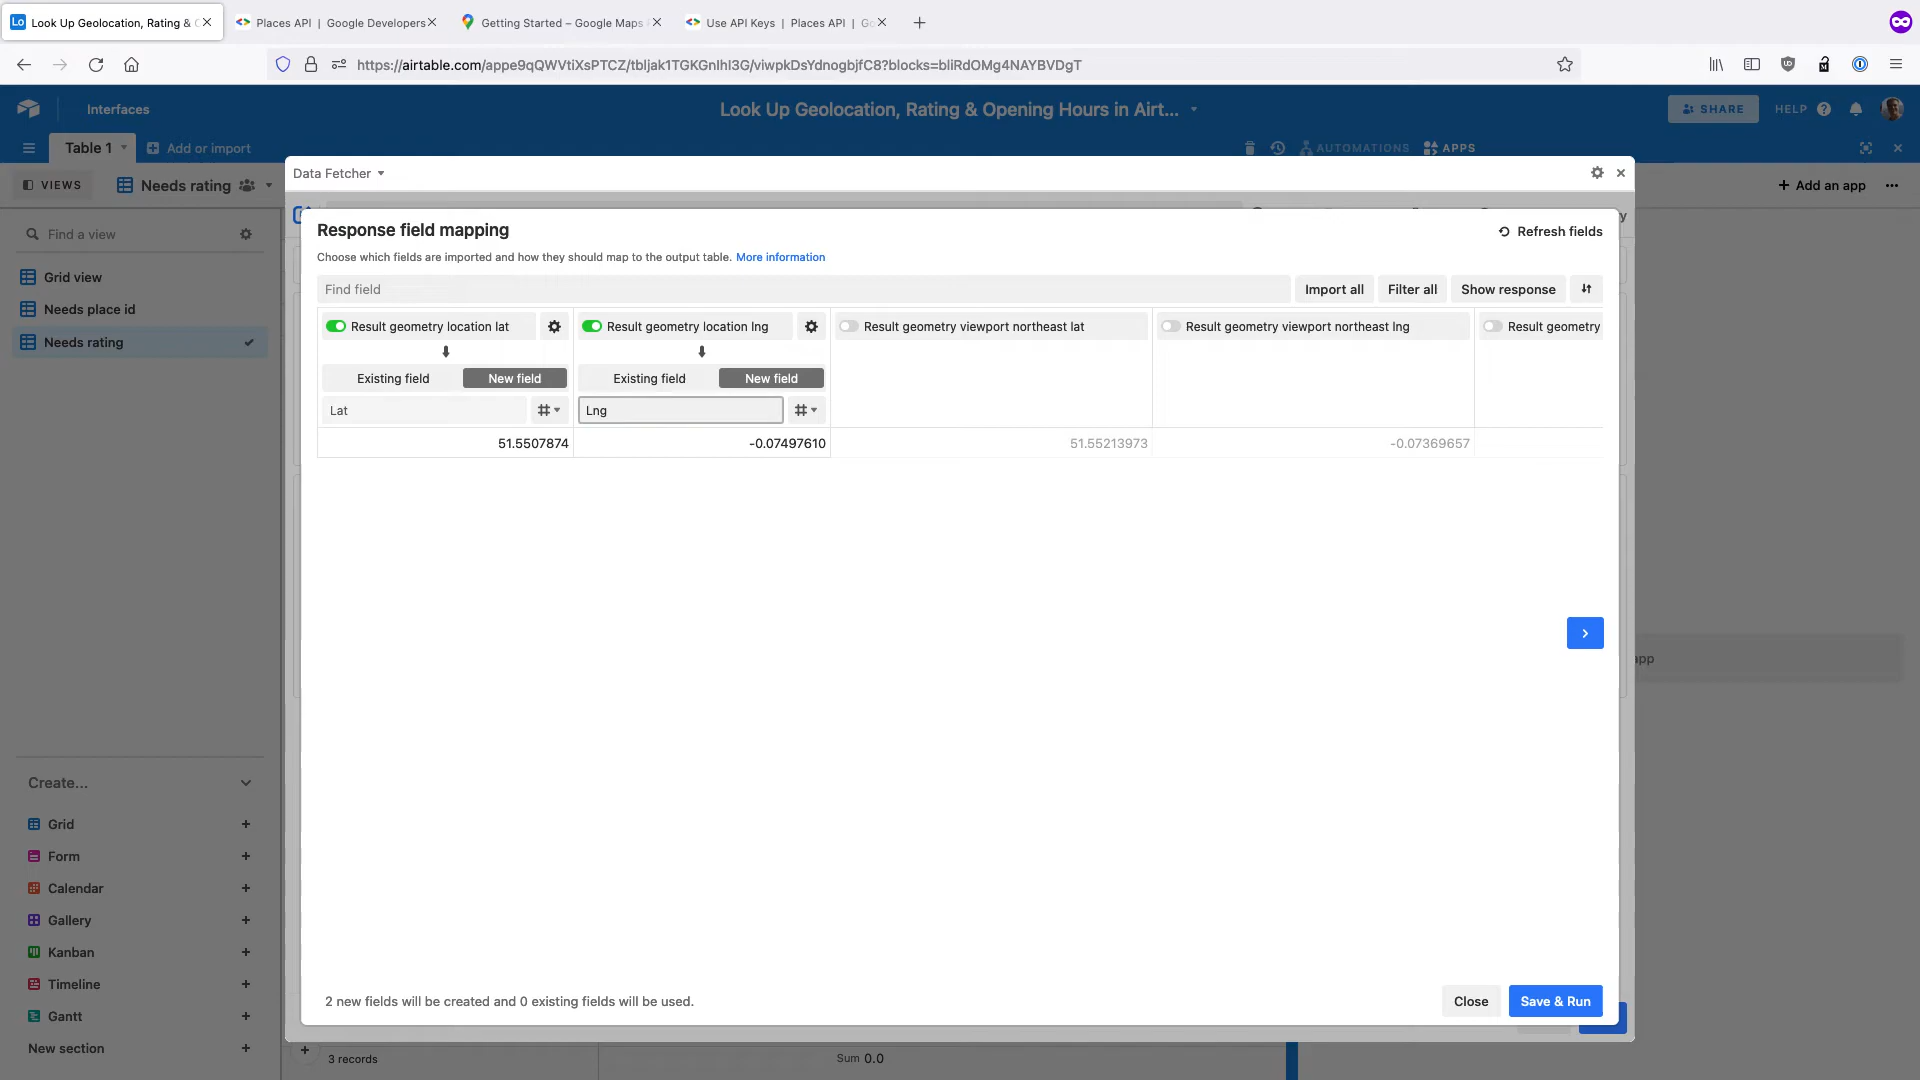 Look Up Geolocation, Rating &
Places API | Google Developers
Getting Started – Google Maps
Use API Keys | Places API |
https://airtable.com/appe9qQWVtiXsPTCZ/tbljak1TGKGnIhI3G/viwpkDsYdnogbjfC8?blocks=bliRdOMg4NAYBVDgT
Interfaces
Look Up Geolocation, Rating & Opening Hours in Airt...
SHARE
HELP
Table 1
Add or import
AUTOMATIONS
APPS
VIEWS
Needs rating
Data Fetcher
Add an app
Find a view
Grid view
Needs place id
Needs rating
Response field mapping
Refresh fields
Choose which fields are imported and how they should map to the output table. More information
Find field
Import all
Filter all
Show response
Result geometry location lat
Result geometry location lng
Result geometry viewport northeast lat
Result geometry viewport northeast lng
Result geometry
Existing field
New field
Existing field
New field
Lat
Lng
51.5507874
-0.07497610
51.55213973
-0.07369657
app
Create...
Grid
Form
Calendar
Gallery
Kanban
Timeline
Gantt
New section
2 new fields will be created and 0 existing fields will be used.
Close
Save & Run
3 records
Sum 0.0